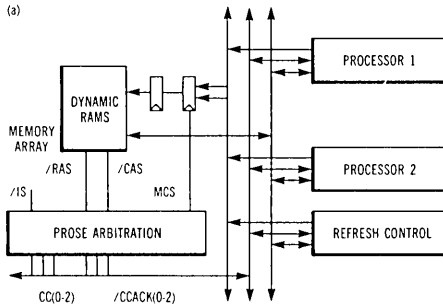 (a)
PROCESSOR 1
DYNAMIC
RAMS
MEMORY
ARRAY
/RAS
/CAS
PROCESSOR 2
/IS
MCS
PROSE ARBITRATION
REFRESH CONTROL
CC(0-2)
/CCACK(0-2)